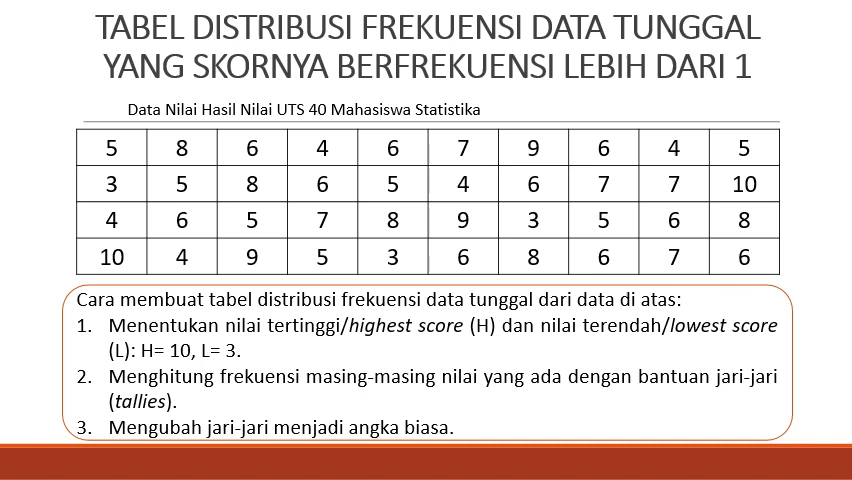 TABEL DISTRIBUSI FREKUENSI DATA TUNGGAL
YANG SKORNYA BERFREKUENSI LEBIH DARI 1
Data Nilai Hasil Nilai UTS 40 Mahasiswa Statistika
5 8 6 4 6 7 9 6 4 5
3 5 8 6 5 4 6 7 7 10
4 6 5 7 8 9 3 5 6 8
10 4 9 5 3 6 8 6 7 6
Cara membuat tabel distribusi frekuensi data tunggal dari data di atas:
1. Menentukan nilai tertinggi/highest score (H) dan nilai terendah/lowest score
(L): H= 10, L= 3.
2. Menghitung frekuensi masing-masing nilai yang ada dengan bantuan jari-jari
(tallies).
3. Mengubah jari-jari menjadi angka biasa.